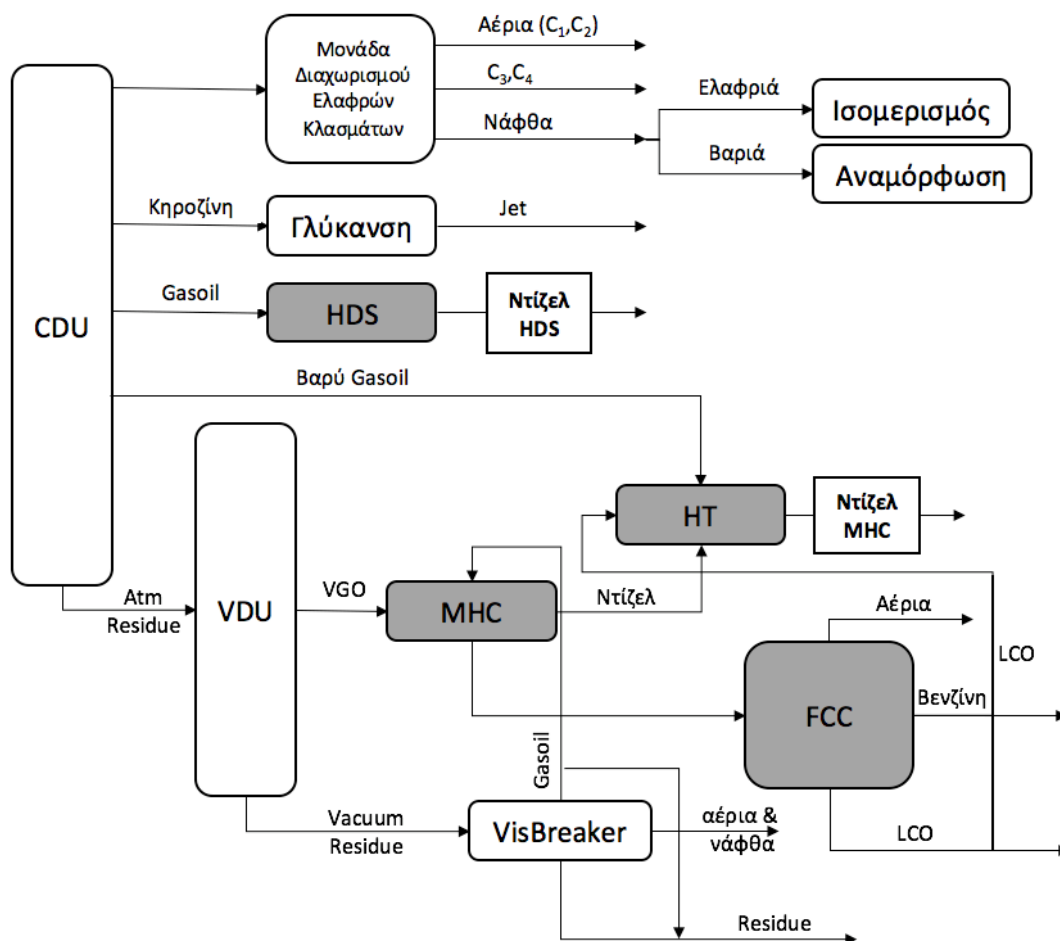 Αέρια (C1,C2)
Μονάδα
Διαχωρισμού
Ελαφρών
Κλασμάτων
C3,C4
Νάφθα
Ελαφριά
Ισομερισμός
Βαριά
Αναμόρφωση
Κηροζίνη
Γλύκανση
Jet
Gasoil
HDS
Ντίζελ
HDS
CDU
Βαρύ Gasoil
HT
Ντίζελ
MHC
Atm
Residue
VDU
VGO
MHC
Ντίζελ
Αέρια
LCO
Βενζίνη
FCC
Gasoil
Vacuum
Residue
VisBreaker
αέρια &
νάφθα
LCO
Residue